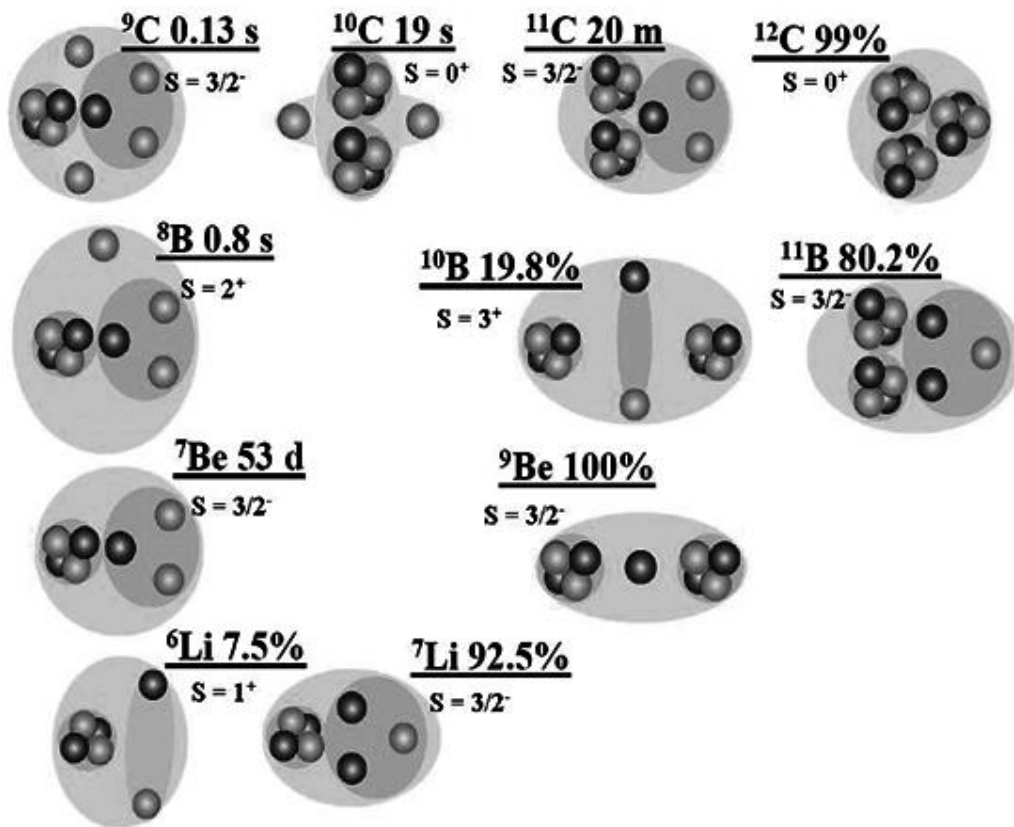 ⁹C 0.13 s
S = 3/2⁻
¹⁰C 19 s
S = 0⁺
¹¹C 20 m
S = 3/2⁻
¹²C 99%
S = 0⁺
⁸B 0.8 s
S = 2⁺
¹⁰B 19.8%
S = 3⁺
¹¹B 80.2%
S = 3/2⁻
⁷Be 53 d
S = 3/2⁻
⁹Be 100%
S = 3/2⁻
⁶Li 7.5%
S = 1⁺
⁷Li 92.5%
S = 3/2⁻